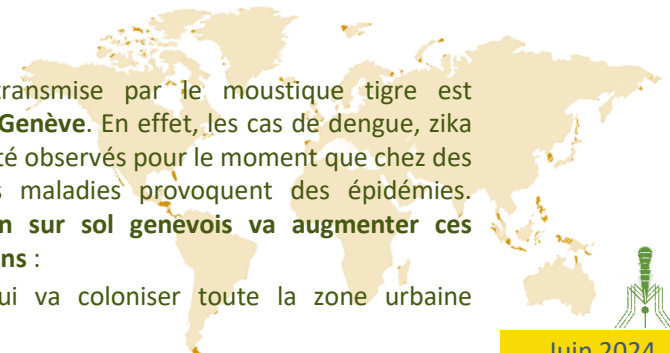 transmise par le moustique tigre est
Genève. En effet, les cas de dengue, zika
té observés pour le moment que chez des
s maladies provoquent des épidémies.
n sur sol genevois va augmenter ces
ns :
ui va coloniser toute la zone urbaine
Juin 2024